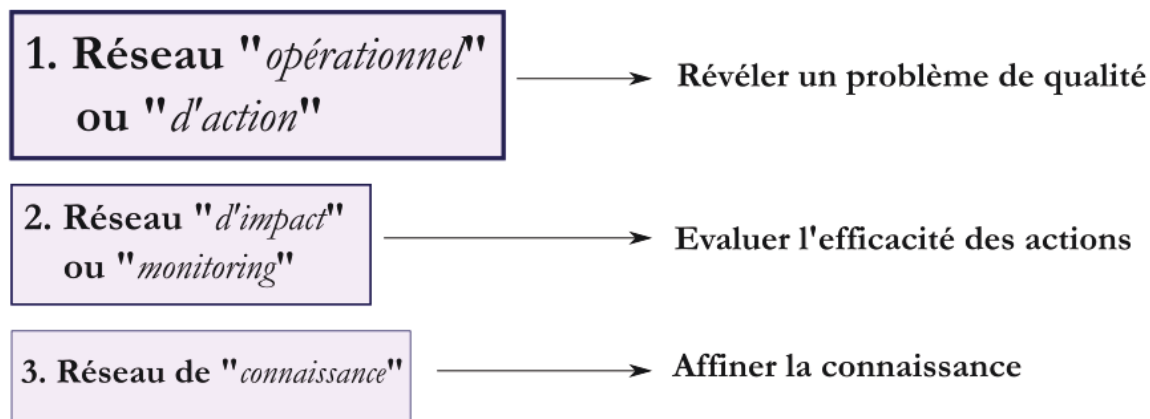 1. Réseau "opérationnel"
ou "d'action"
Révéler un problème de qualité
2. Réseau "d'impact"
ou "monitoring"
Evaluer l'efficacité des actions
3. Réseau de "connaissance"
Affiner la connaissance